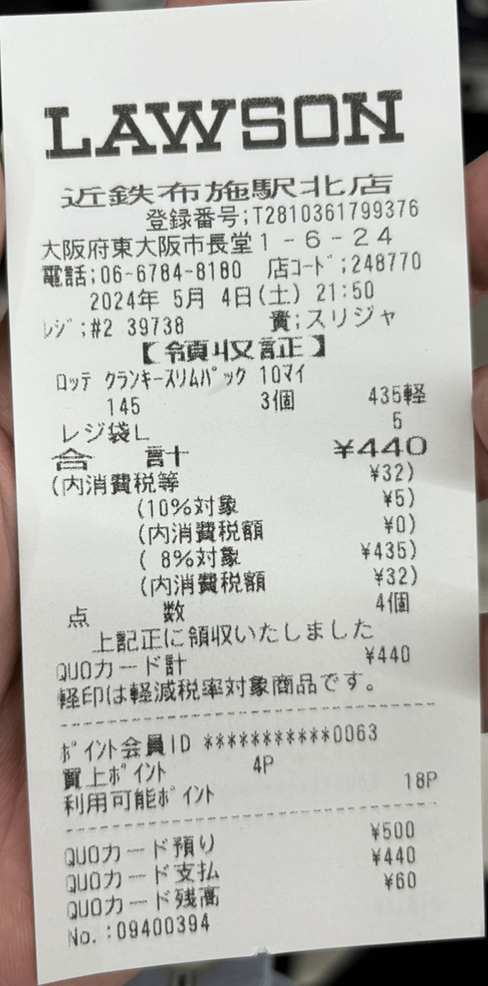 LAWSON
近鉄布施駅北店
登録番号;T2810361799376
大阪府東大阪市長堂1-6-24
電話;06-6784-8180 店コード;248770
2024年 5月 4日(土) 21:50
レジ;#2 39738 責;スリジャ
【領収証】
ロッテ クランキースリムパック 10マイ
145 3個 435軽
レジ袋L 5
合 計 ¥440
(内消費税等 ¥32)
(10%対象 ¥5)
(内消費税額 ¥0)
( 8%対象 ¥435)
(内消費税額 ¥32)
点 数 4個
上記正に領収いたしました
QUOカード計 ¥440
軽印は軽減税率対象商品です。
ポイント会員ID ***********0063
買上ポイント 4P
利用可能ポイント 18P
QUOカード預り ¥500
QUOカード支払 ¥440
QUOカード残高 ¥60
No.:09400394